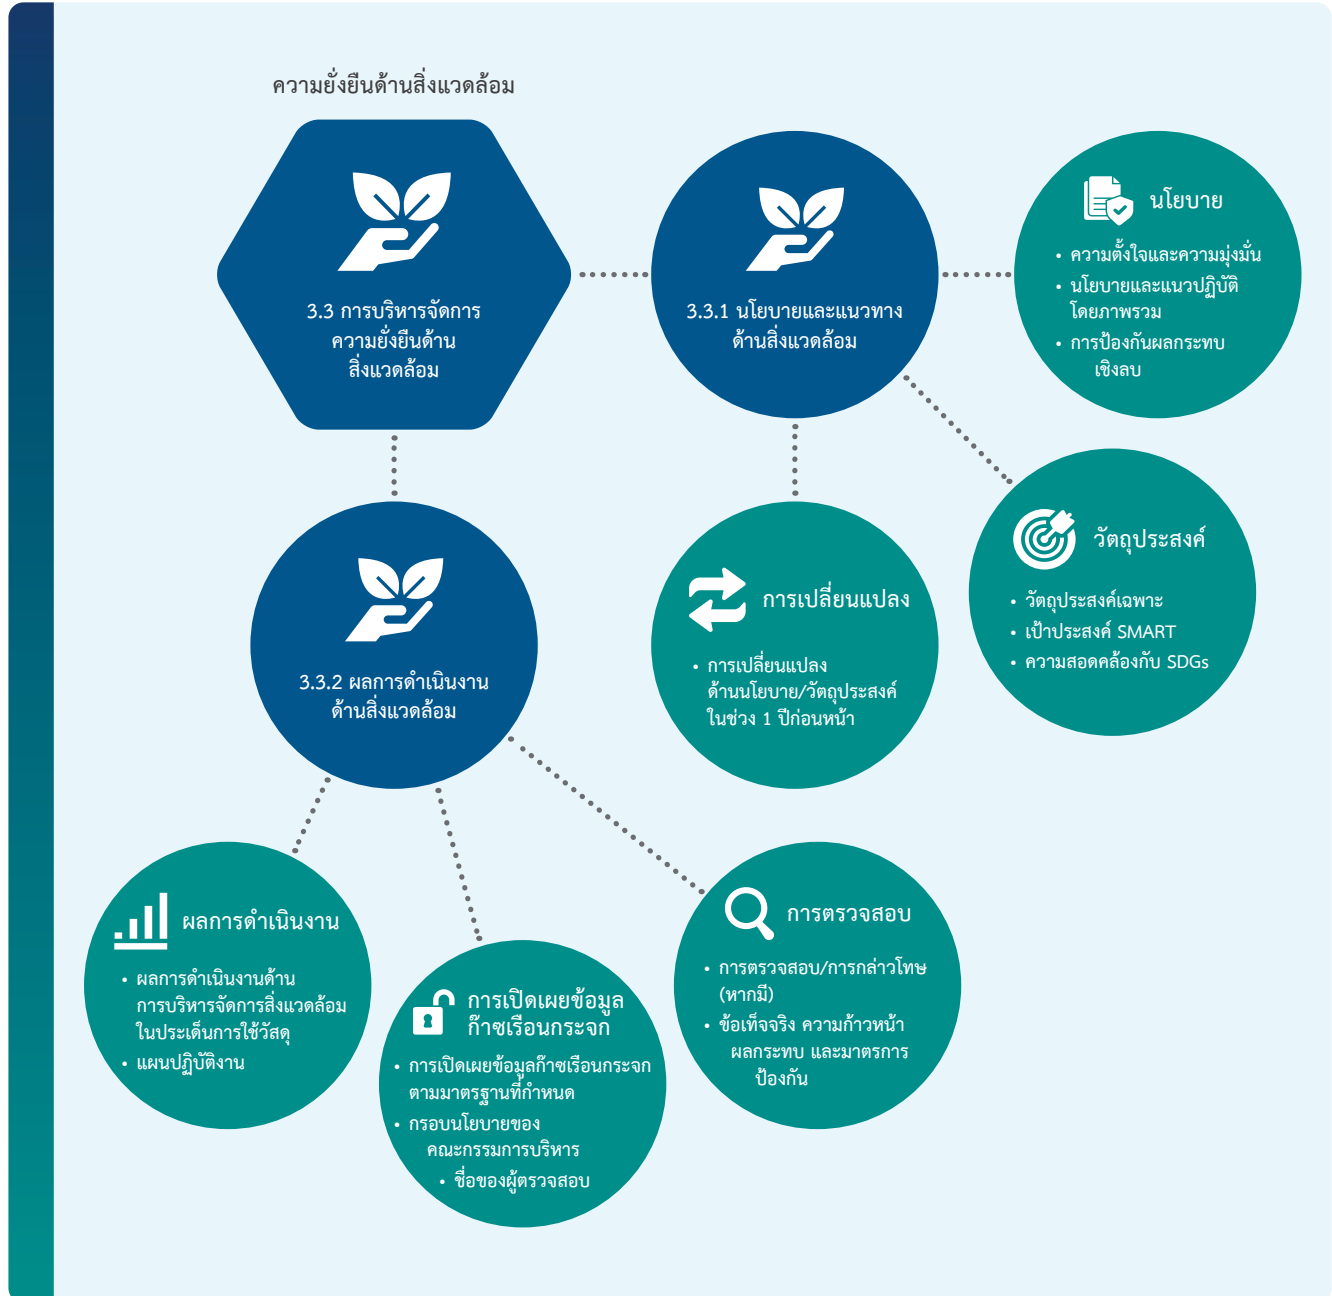 ความยั่งยืนด้านสิ่งแวดล้อม
3.3 การบริหารจัดการ
ความยั่งยืนด้าน
สิ่งแวดล้อม
3.3.1 นโยบายและแนวทาง
ด้านสิ่งแวดล้อม
นโยบาย
• ความตั้งใจและความมุ่งมั่น
• นโยบายและแนวปฏิบัติ
โดยภาพรวม
• การป้องกันผลกระทบ
เชิงลบ
วัตถุประสงค์
• วัตถุประสงค์เฉพาะ
• เป้าประสงค์ SMART
• ความสอดคล้องกับ SDGs
การเปลี่ยนแปลง
• การเปลี่ยนแปลง
ด้านนโยบาย/วัตถุประสงค์
ในช่วง 1 ปีก่อนหน้า
3.3.2 ผลการดำเนินงาน
ด้านสิ่งแวดล้อม
ผลการดำเนินงาน
• ผลการดำเนินงานด้าน
การบริหารจัดการสิ่งแวดล้อม
ในประเด็นการใช้วัสดุ
• แผนปฏิบัติงาน
การเปิดเผยข้อมูล
ก๊าซเรือนกระจก
• การเปิดเผยข้อมูลก๊าซเรือนกระจก
ตามมาตรฐานที่กำหนด
• กรอบนโยบายของ
คณะกรรมการบริหาร
• ชื่อของผู้ตรวจสอบ
การตรวจสอบ
• การตรวจสอบ/การกล่าวโทษ
(หากมี)
• ข้อเท็จจริง ความก้าวหน้า
ผลกระทบ และมาตรการ
ป้องกัน